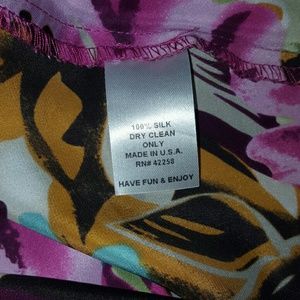 100% SILK
DRY CLEAN
ONLY
MADE IN U.S.A.
RN# 42258
HAVE FUN & ENJOY